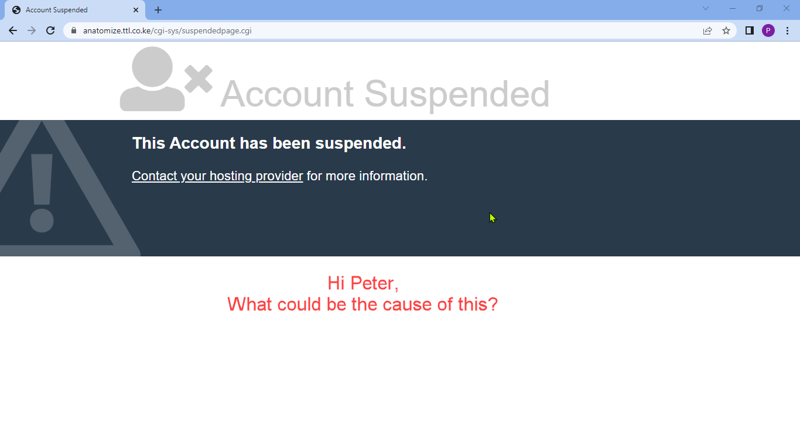 Account Suspended
anatomize.ttl.co.ke/cgi-sys/suspendedpage.cgi
P
Account Suspended
This Account has been suspended.
Contact your hosting provider for more information.
Hi Peter,
What could be the cause of this?